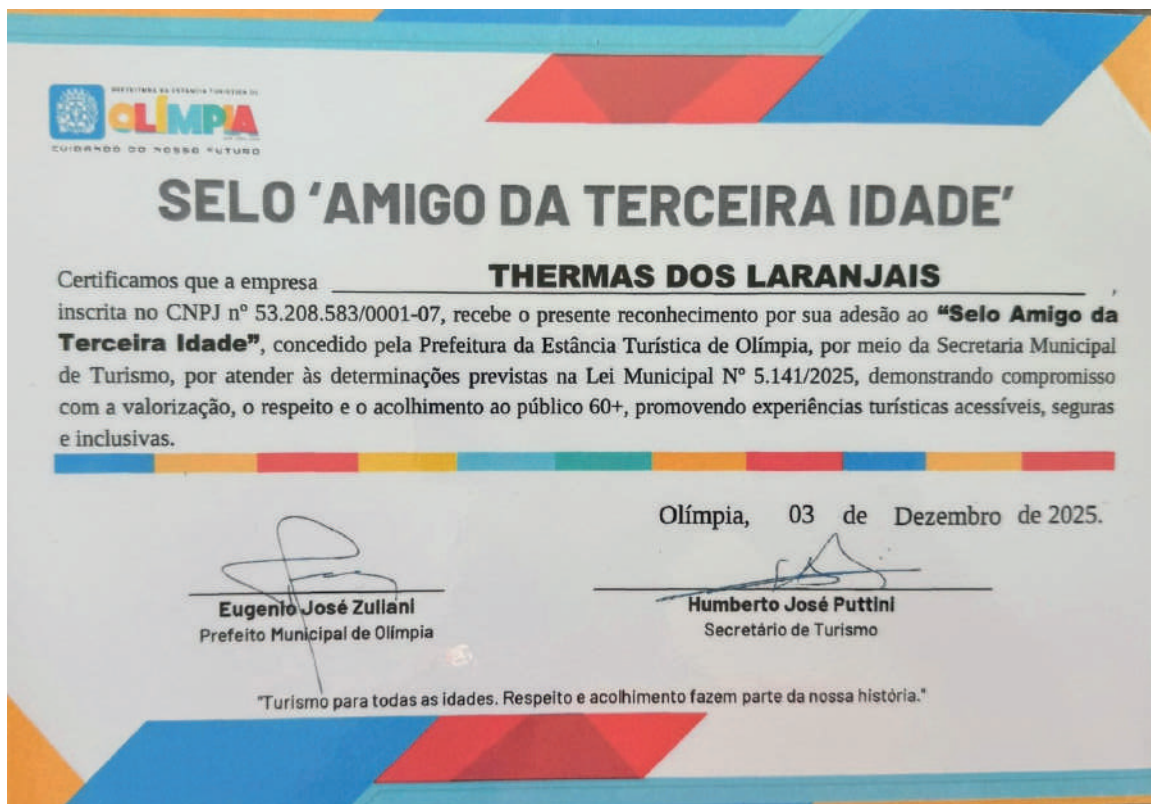 PREFEITURA DA ESTÂNCIA TURÍSTICA DE
OLÍMPIA
CUIDANDO DO NOSSO FUTURO
SELO ‘AMIGO DA TERCEIRA IDADE’
Certificamos que a empresa THERMAS DOS LARANJAIS ,
inscrita no CNPJ nº 53.208.583/0001-07, recebe o presente reconhecimento por sua adesão ao “Selo Amigo da
Terceira Idade”, concedido pela Prefeitura da Estância Turística de Olímpia, por meio da Secretaria Municipal
de Turismo, por atender às determinações previstas na Lei Municipal Nº 5.141/2025, demonstrando compromisso
com a valorização, o respeito e o acolhimento ao público 60+, promovendo experiências turísticas acessíveis, seguras
e inclusivas.
Olímpia, 03 de Dezembro de 2025.
Eugenio José Zuliani
Prefeito Municipal de Olímpia
Humberto José Puttini
Secretário de Turismo
"Turismo para todas as idades. Respeito e acolhimento fazem parte da nossa história."